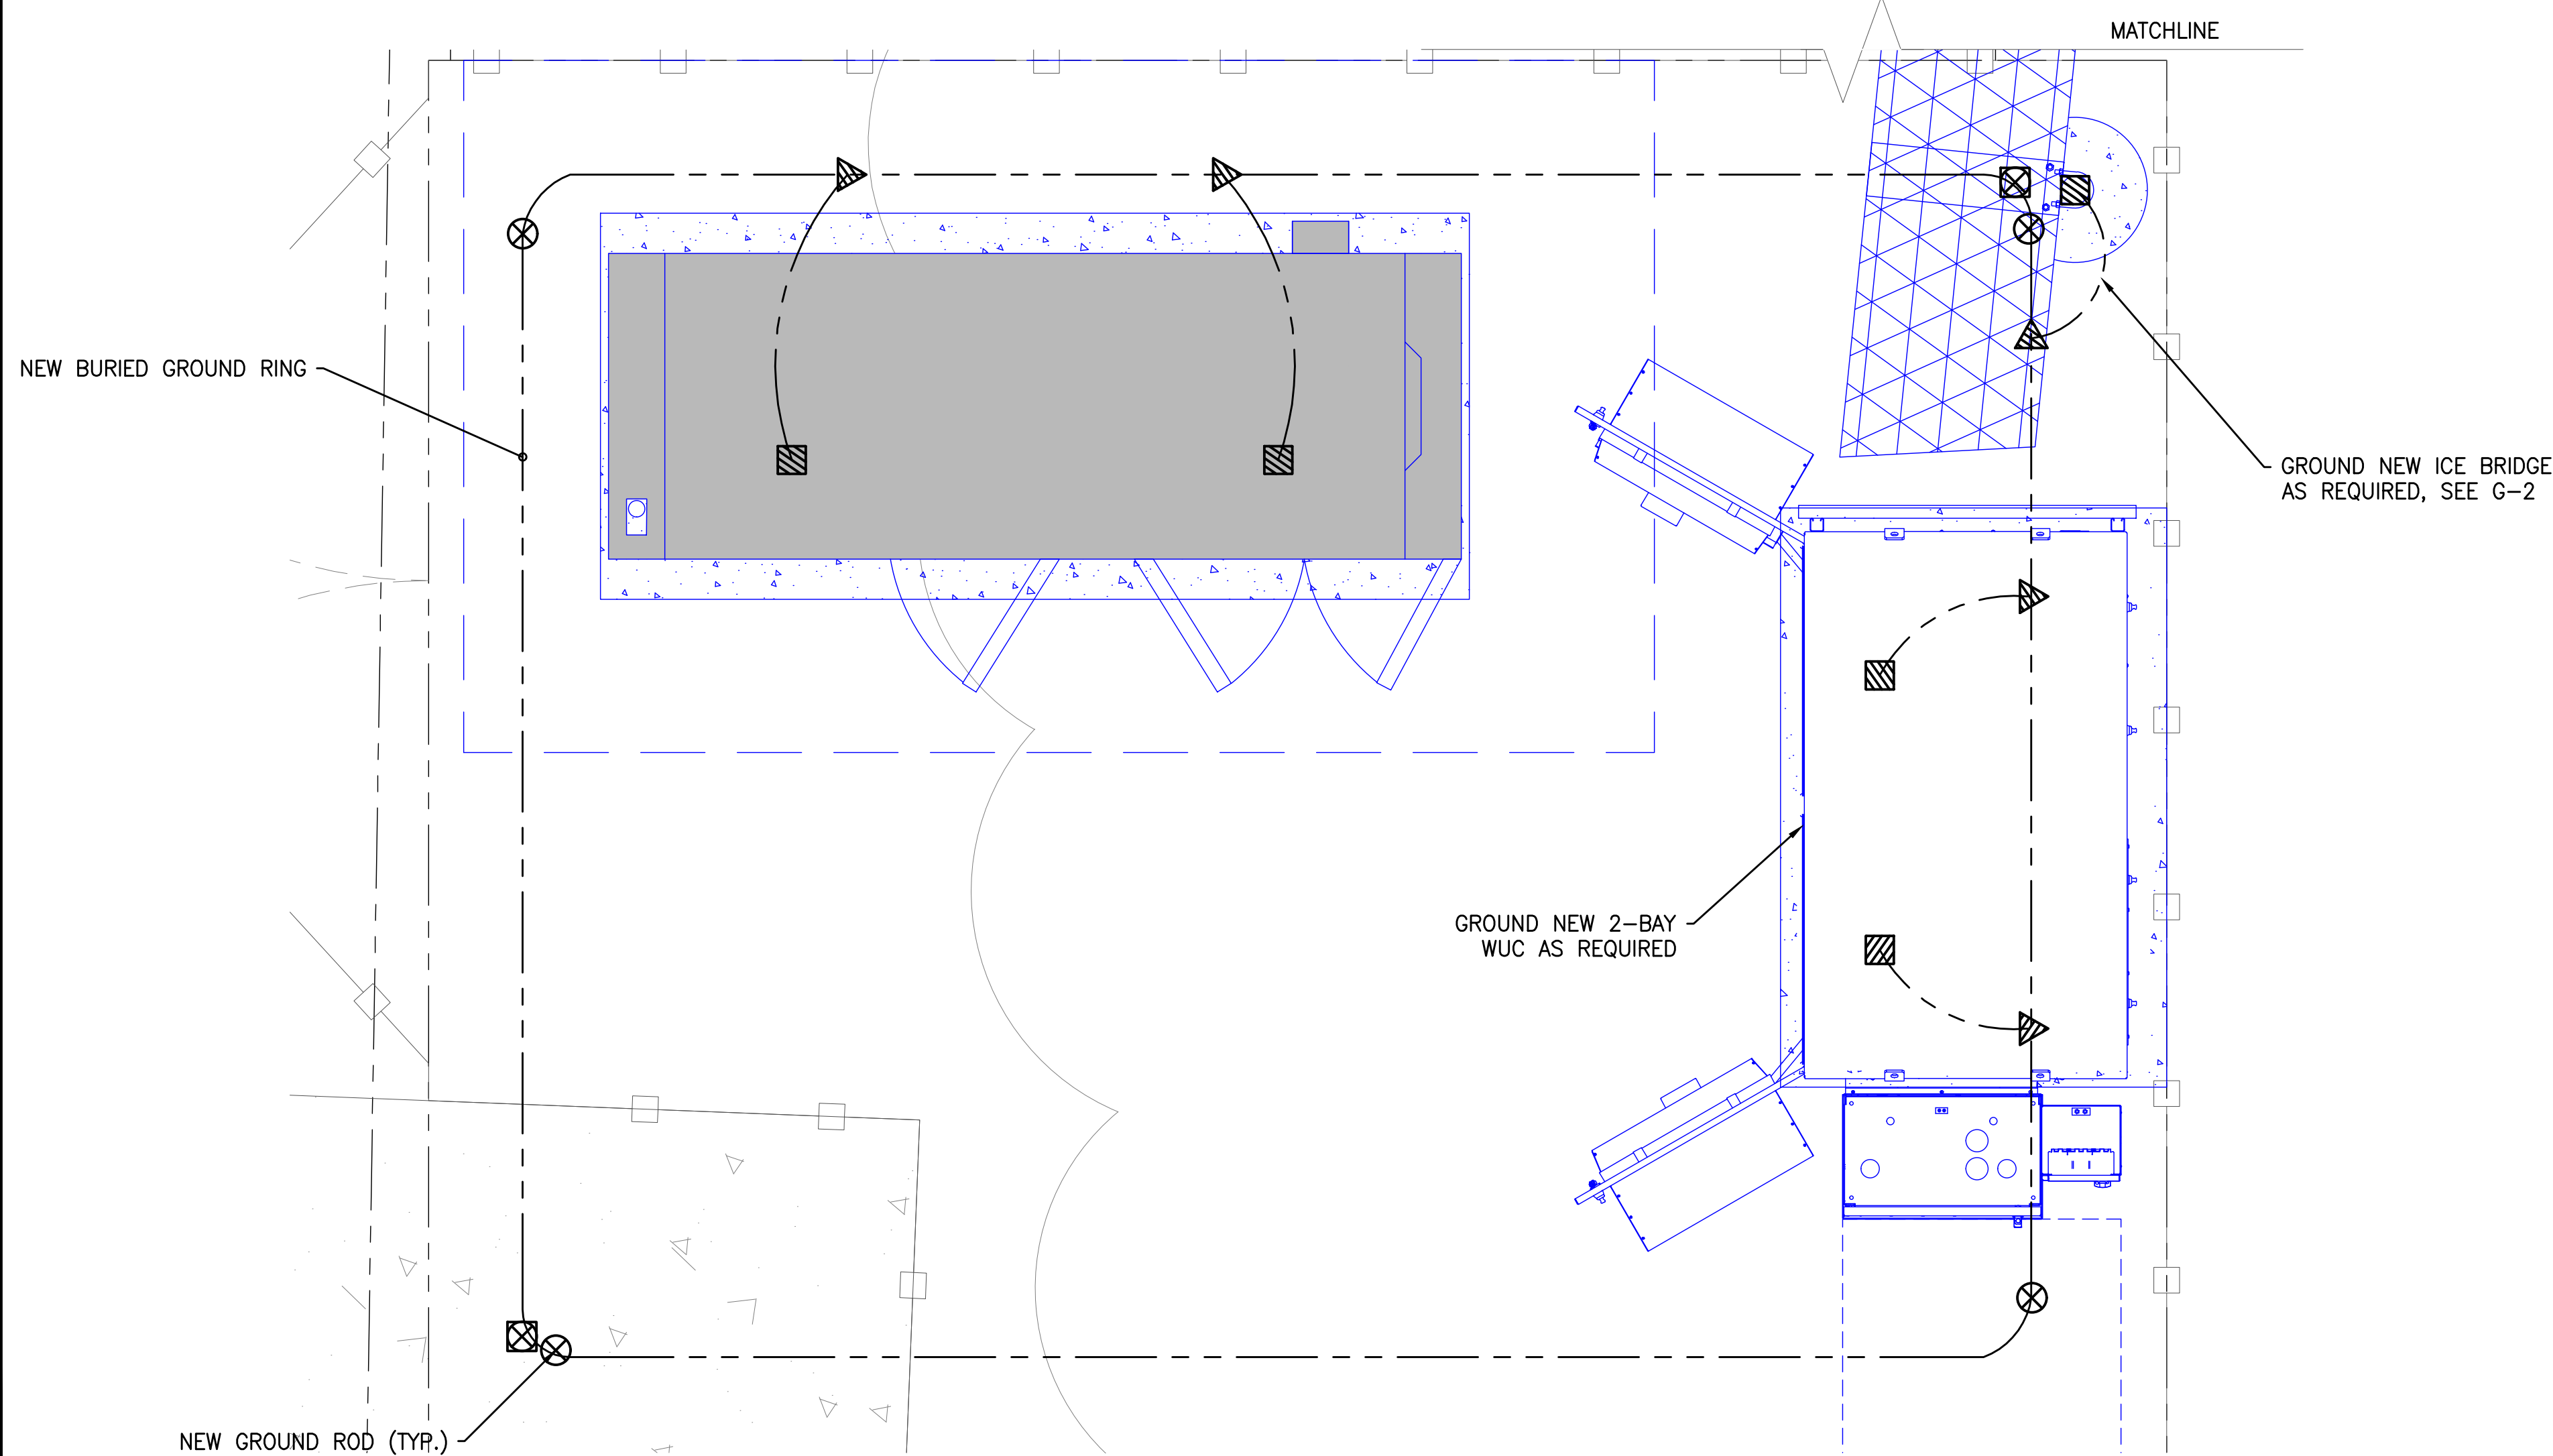 MATCHLINE
NEW BURIED GROUND RING
GROUND NEW ICE BRIDGE
AS REQUIRED, SEE G-2
GROUND NEW 2-BAY
WUC AS REQUIRED
NEW GROUND ROD (TYP.)